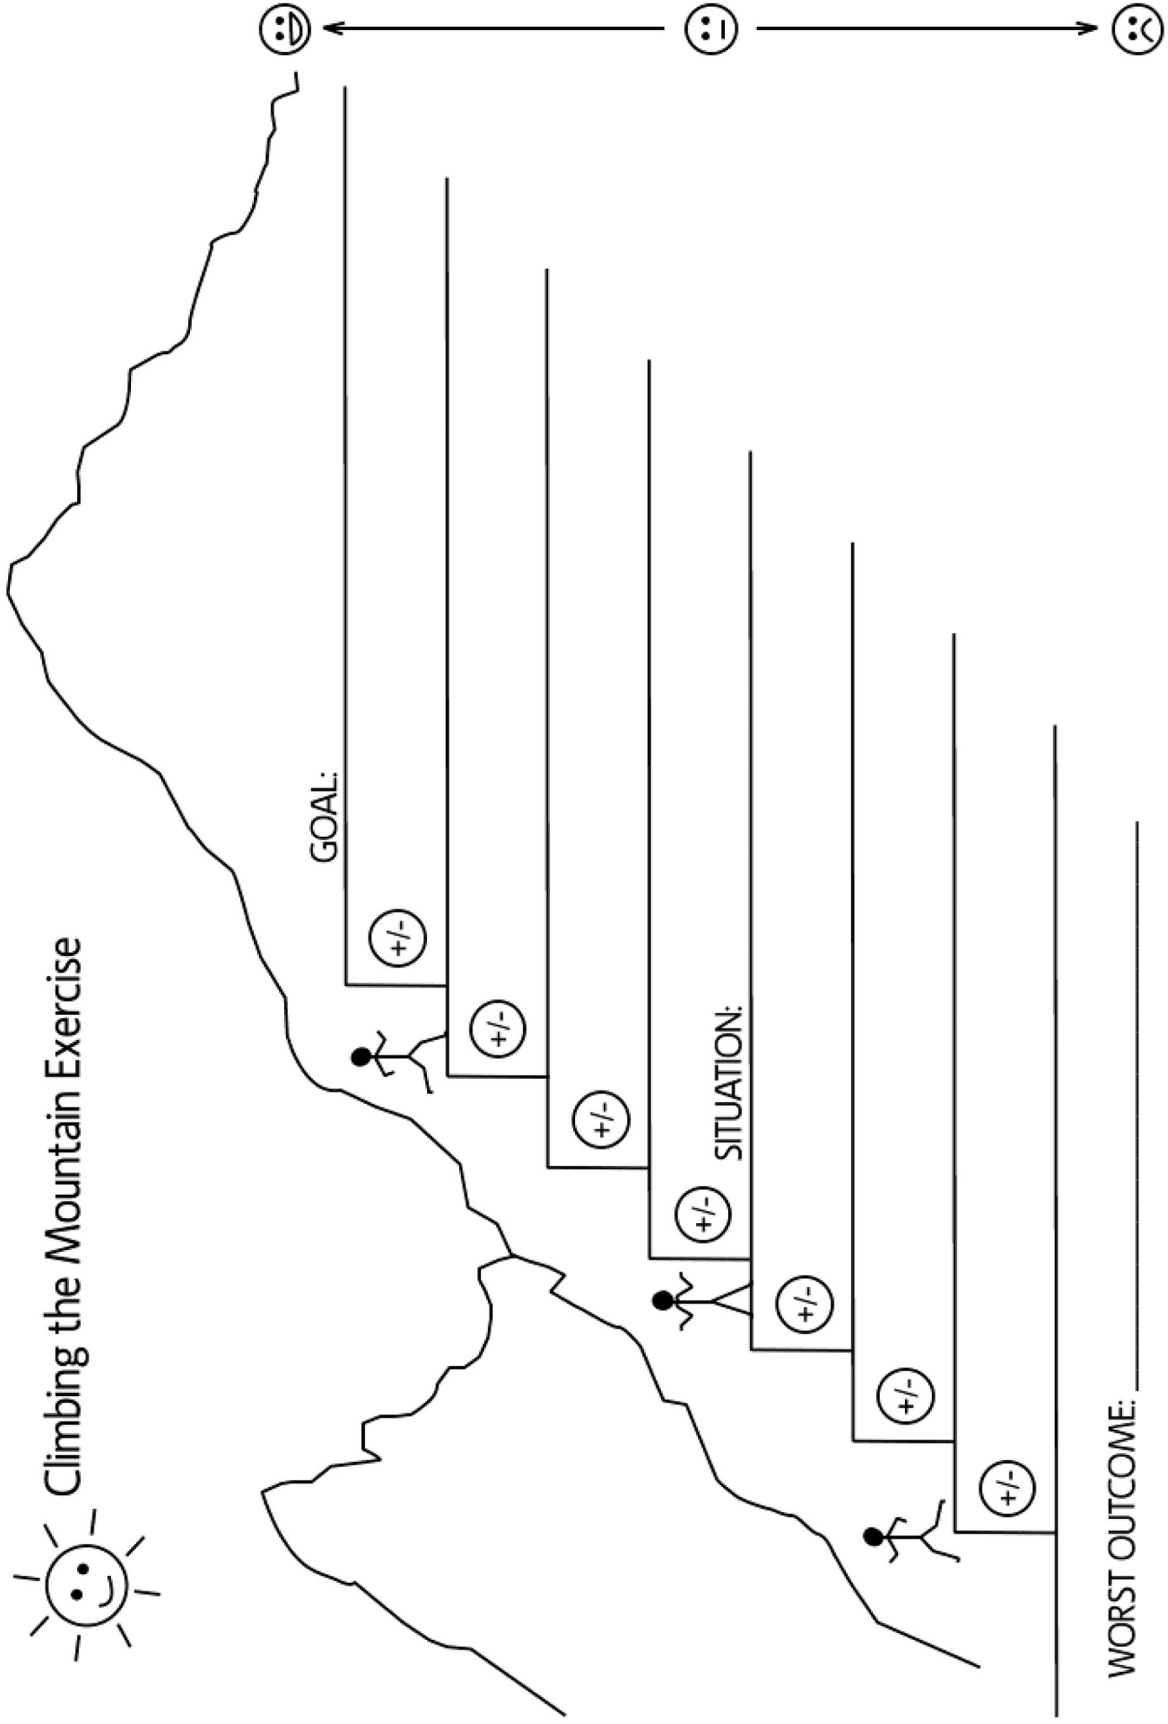 Climbing the Mountain Exercise
GOAL:
+/-
+/-
+/-
+/-
SITUATION:
+/-
+/-
+/-
WORST OUTCOME: